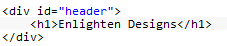 <div id="header">
    <h1>Enlighten Designs</h1>
</div>